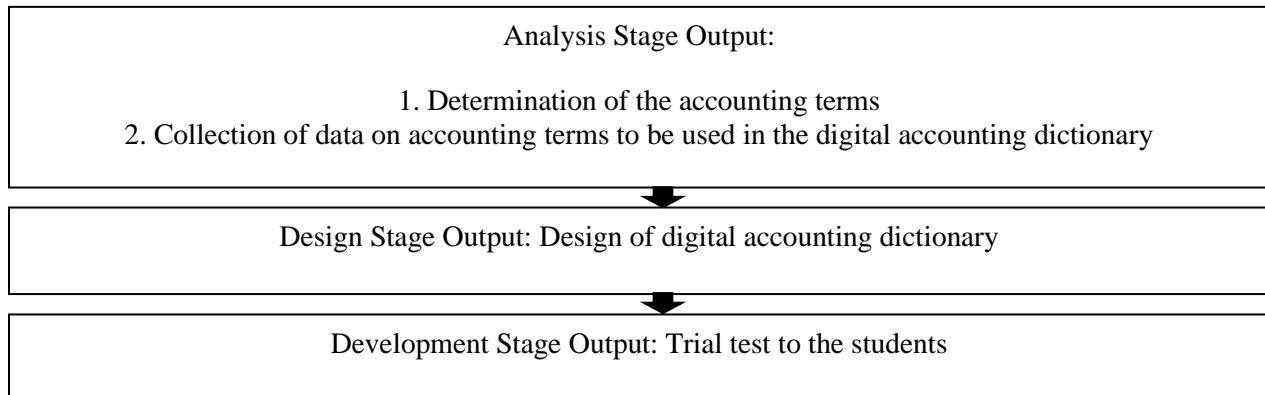 Analysis Stage Output:
1. Determination of the accounting terms
2. Collection of data on accounting terms to be used in the digital accounting dictionary
Design Stage Output: Design of digital accounting dictionary
Development Stage Output: Trial test to the students